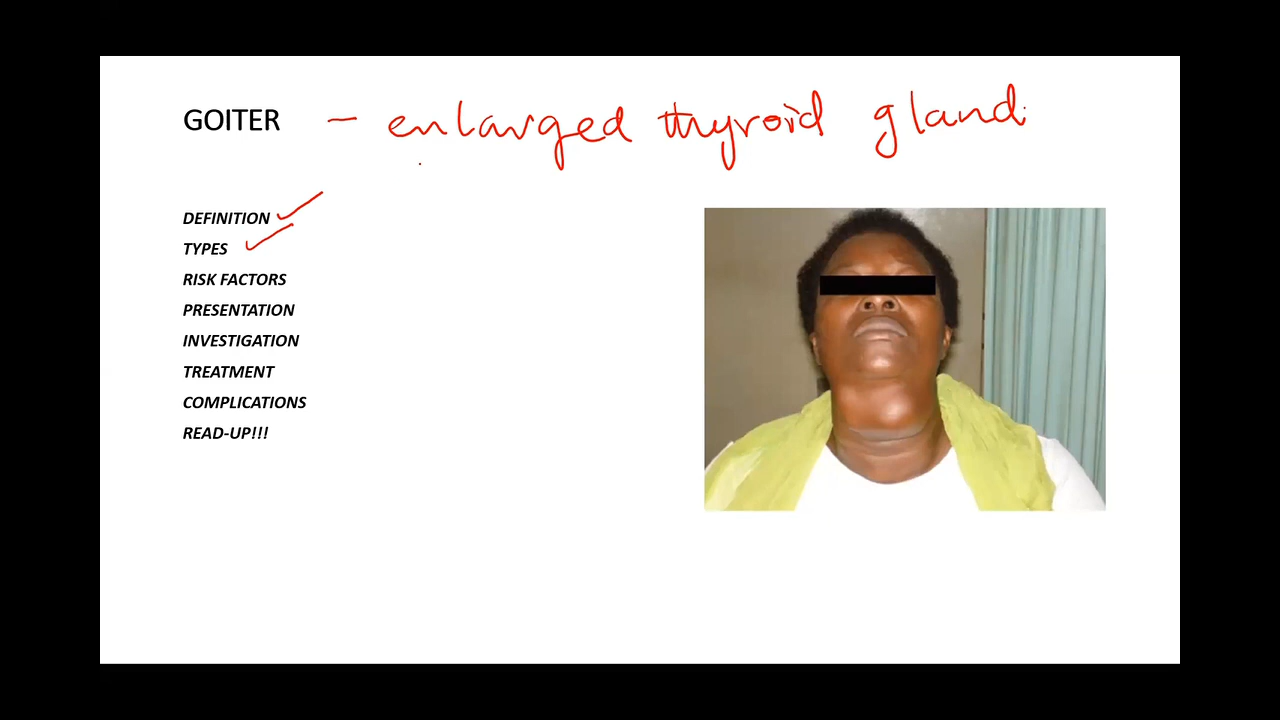 GOITER - enlarged thyroid gland
DEFINITION
TYPES
RISK FACTORS
PRESENTATION
INVESTIGATION
TREATMENT
COMPLICATIONS
READ-UP!!!